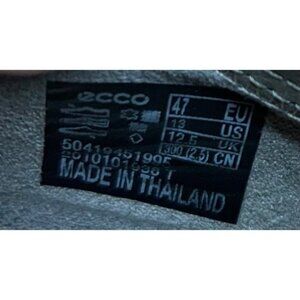 ecco
47 EU
13 US
12.5 UK
300 (2.5) CN
MADE IN THAILAND